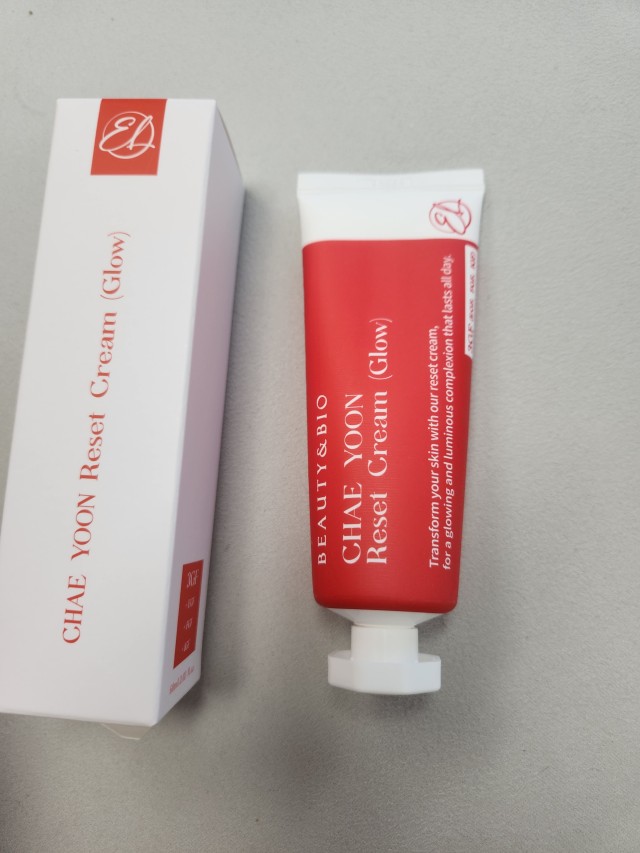 CHAE YOON Reset Cream (Glow)
BEAUTY & BIO
CHAE YOON
Reset Cream (Glow)
Transform your skin with our reset cream,
for a glowing and luminous complexion that lasts all day.